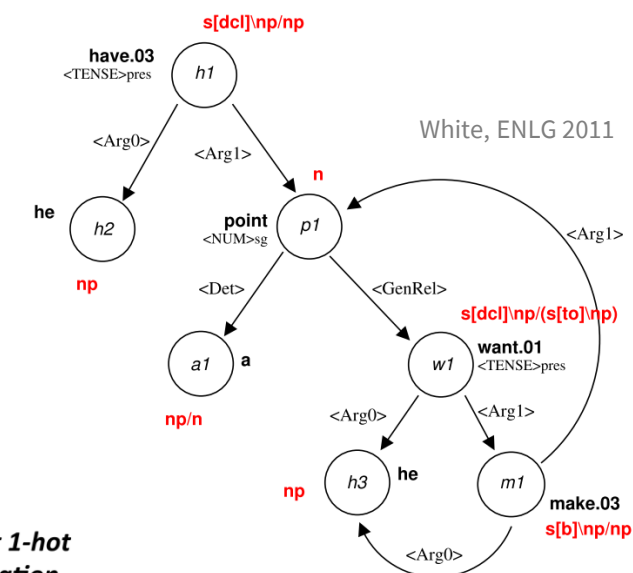 s[dcl]\np/np
have.03
<TENSE>pres
h1
White, ENLG 2011
<Arg0>
<Arg1>
n
he
h2
point
<NUM>sg
p1
<Arg1>
np
<Det>
<GenRel>
s[dcl]\np/(s[to]\np)
a1
a
w1
want.01
<TENSE>pres
np/n
<Arg0>
<Arg1>
np
h3
he
m1
make.03
s[b]\np/np
1-hot
<Arg0>